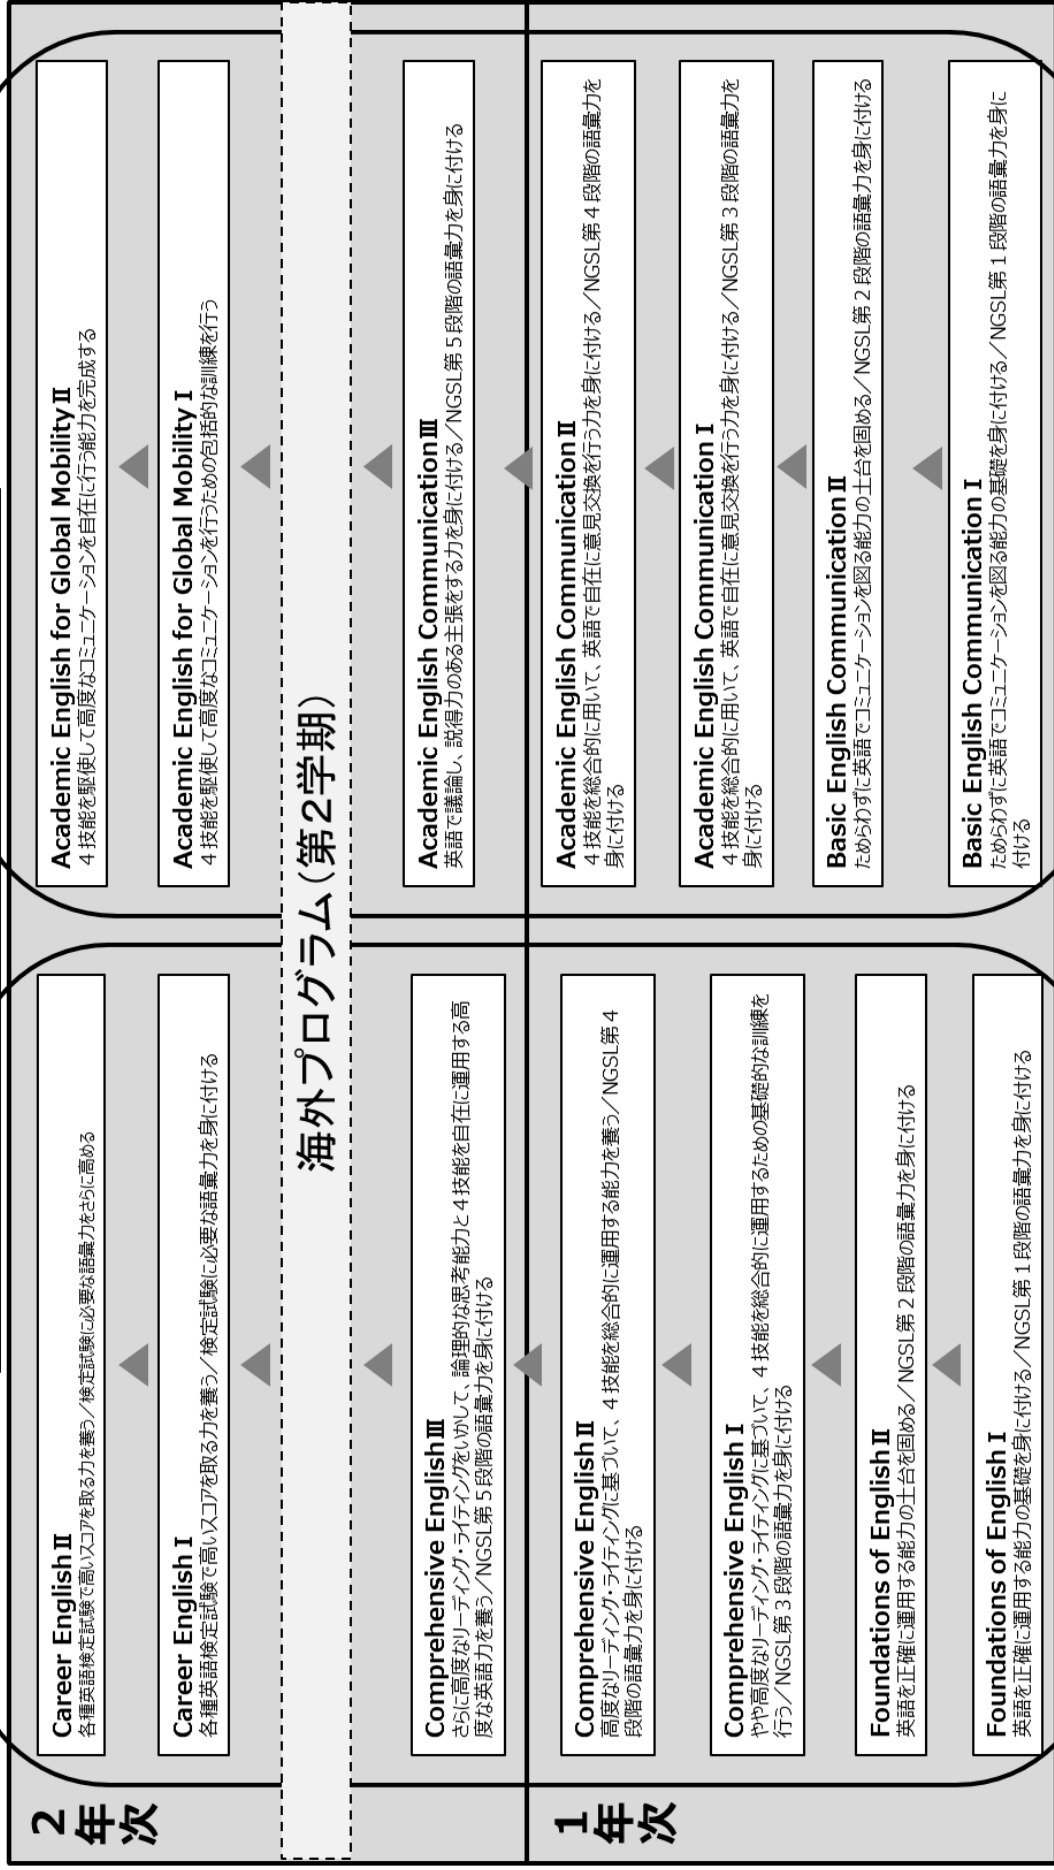 2
年
次
Career English Ⅱ
各種英語検定試験で高いスコアを取る力を養う／検定試験に必要な語彙力をさらに高める
Career English Ⅰ
各種英語検定試験で高いスコアを取る力を養う／検定試験に必要な語彙力を身に付ける
Academic English for Global Mobility Ⅱ
４技能を駆使して高度なコミュニケーションを自在に行う能力を完成する
Academic English for Global Mobility Ⅰ
４技能を駆使して高度なコミュニケーションを行うための包括的な訓練を行う
海外プログラム（第２学期）
Comprehensive English Ⅲ
さらに高度なリーディング・ライティングをいかして、論理的な思考能力と４技能を自在に運用する高
度な英語力を養う／NGSL第５段階の語彙力を身に付ける
Academic English Communication Ⅲ
英語で議論し、説得力のある主張をする力を身に付ける／NGSL第５段階の語彙力を身に付ける
1
年
次
Comprehensive English Ⅱ
高度なリーディング・ライティングに基づいて、４技能を総合的に運用する能力を養う／NGSL第４
段階の語彙力を身に付ける
Comprehensive English Ⅰ
やや高度なリーディング・ライティングに基づいて、４技能を総合的に運用するための基礎的な訓練を
行う／NGSL第３段階の語彙力を身に付ける
Foundations of English Ⅱ
英語を正確に運用する能力の土台を固める／NGSL第２段階の語彙力を身に付ける
Foundations of English Ⅰ
英語を正確に運用する能力の基礎を身に付ける／NGSL第１段階の語彙力を身に付ける
Academic English Communication Ⅱ
４技能を総合的に用いて、英語で自在に意見交換を行う力を身に付ける／NGSL第４段階の語彙力を
身に付ける
Academic English Communication Ⅰ
４技能を総合的に用いて、英語で自在に意見交換を行う力を身に付ける／NGSL第３段階の語彙力を
身に付ける
Basic English Communication Ⅱ
ためらわずに英語でコミュニケーションを図る能力の土台を固める／NGSL第２段階の語彙力を身に付ける
Basic English Communication Ⅰ
ためらわずに英語でコミュニケーションを図る能力の基礎を身に付ける／NGSL第１段階の語彙力を身に
付ける